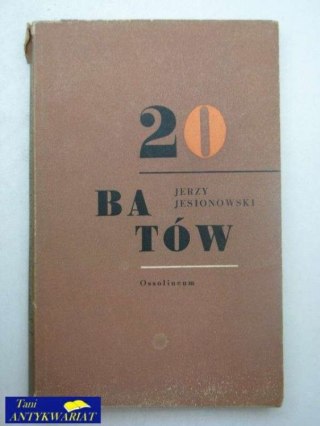 20
JERZY
JESIONOWSKI
BA
TÓW
Ossolineum
Tani
ANTYKWARIAT